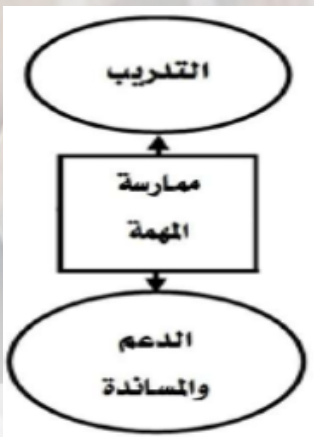 التدريب
ممارسة
المهمة
الدعم
والمساندة